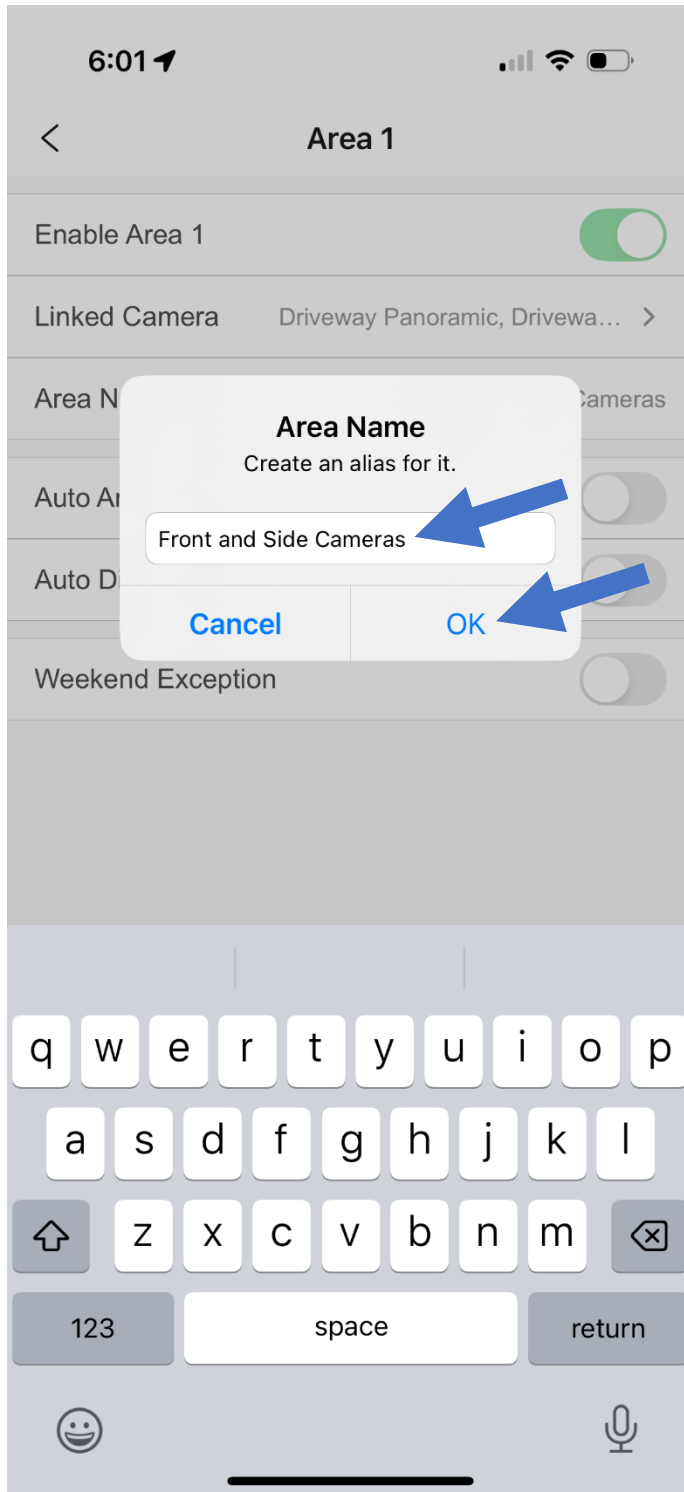 6:01
Area 1
Enable Area 1
Linked Camera Driveway Panoramic, Drivewa...
Area N Cameras
Area Name
Create an alias for it.
Auto Ar
Front and Side Cameras
Auto D
Cancel OK
Weekend Exception
q w e r t y u i o p
a s d f g h j k l
z x c v b n m
123 space return